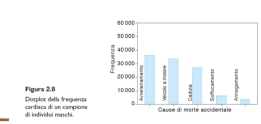 Figura 2.8
Dotplot della frequenza
cardiaca di un campione
di individui maschi.
Frequenza
60 000
50 000
40 000
30 000
20 000
10 000
0
Avvelenamento
Veicolo a motore
Caduta
Soffocamento
Annegamento
Cause di morte accidentale